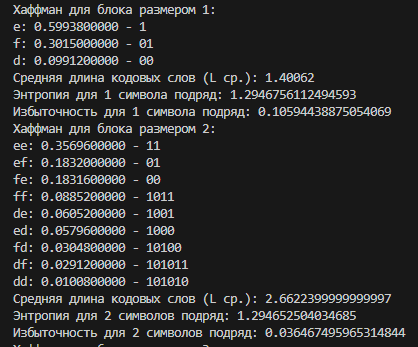 Хаффман для блока размером 1:
e: 0.5993800000 - 1
f: 0.3015000000 - 01
d: 0.0991200000 - 00
Средняя длина кодовых слов (L ср.): 1.40062
Энтропия для 1 символа подряд: 1.2946756112494593
Избыточность для 1 символа подряд: 0.10594438875054069
Хаффман для блока размером 2:
ee: 0.3569600000 - 11
ef: 0.1832000000 - 01
fe: 0.1831600000 - 00
ff: 0.0885200000 - 1011
de: 0.0605200000 - 1001
ed: 0.0579600000 - 1000
fd: 0.0304800000 - 10100
df: 0.0291200000 - 101011
dd: 0.0100800000 - 101010
Средняя длина кодовых слов (L ср.): 2.6622399999999997
Энтропия для 2 символов подряд: 1.294652504034685
Избыточность для 2 символов подряд: 0.036467495965314844